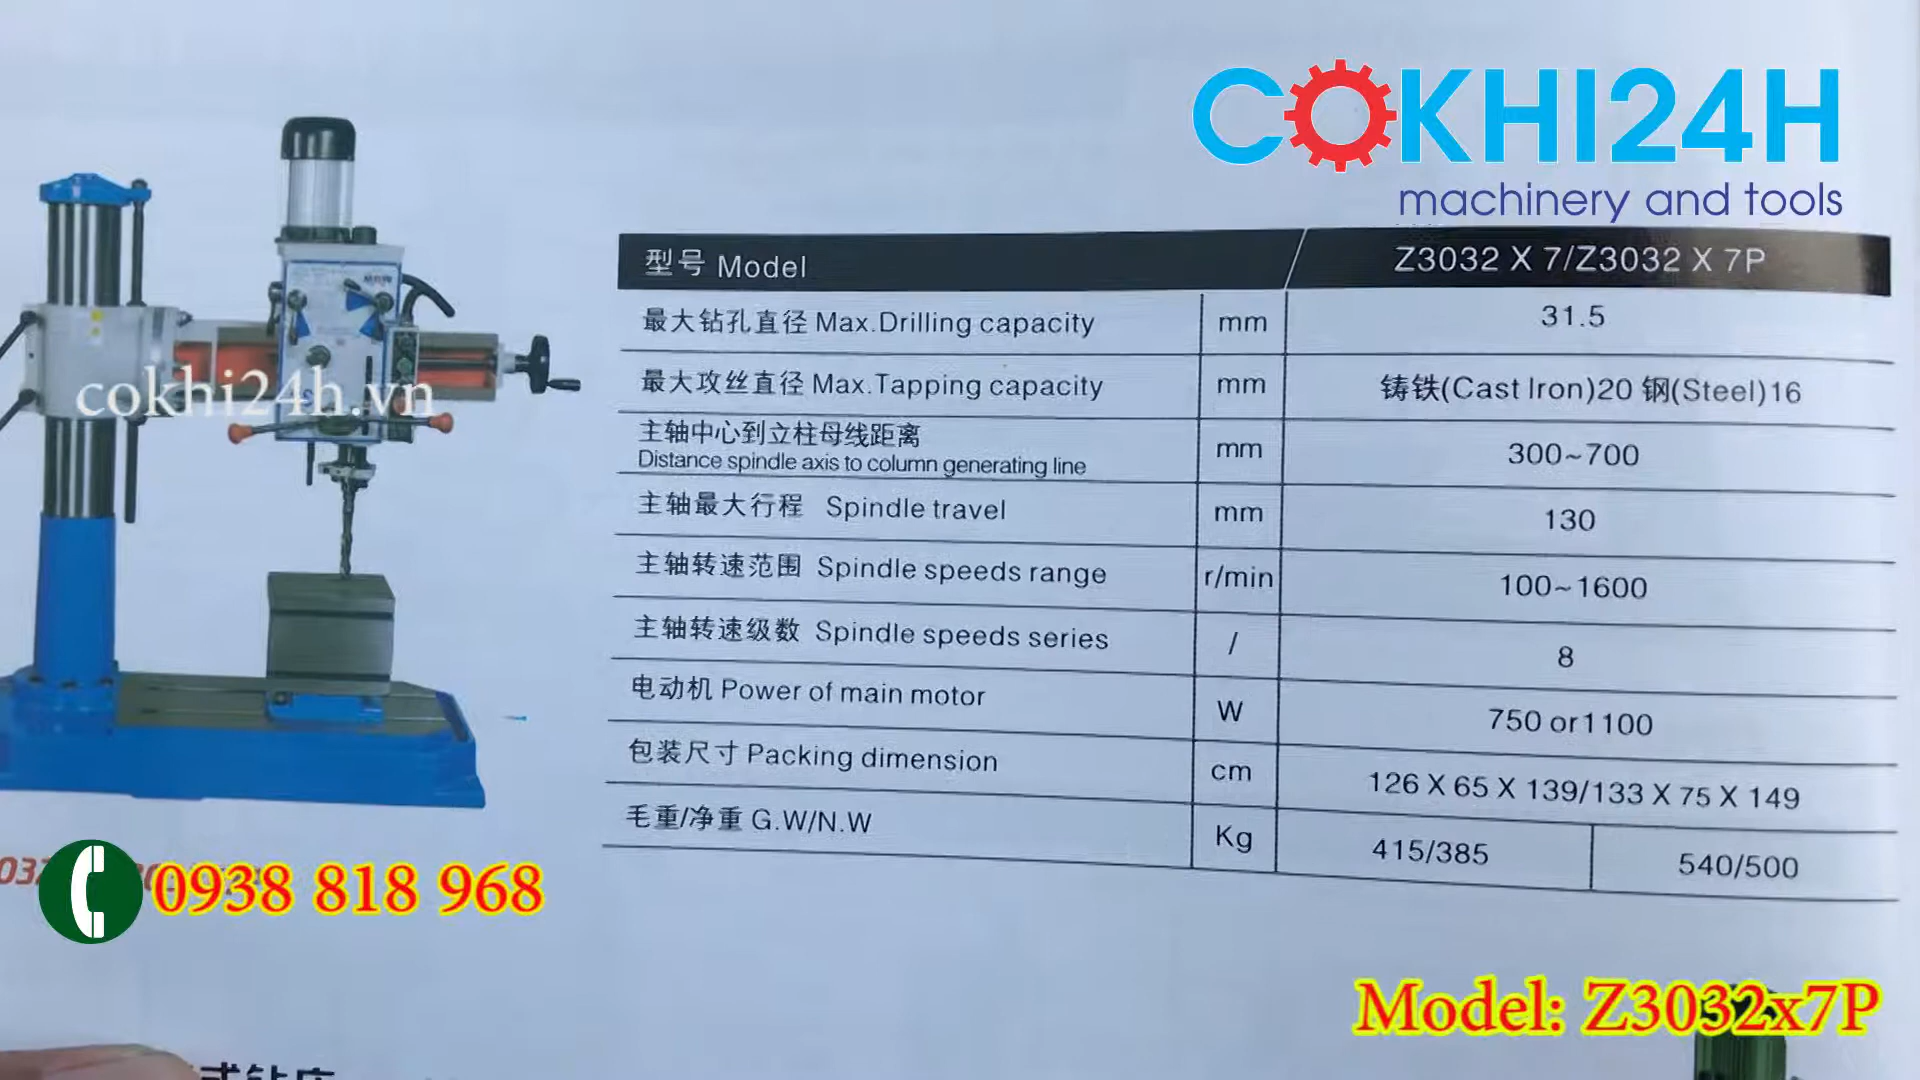 COKHI24H
machinery and tools
型号 Model Z3032 X 7/Z3032 X 7P
最大钻孔直径 Max.Drilling capacity mm 31.5
最大攻丝直径 Max.Tapping capacity mm 铸铁(Cast Iron)20 钢(Steel)16
主轴中心到立柱母线距离
Distance spindle axis to column generating line mm 300~700
主轴最大行程 Spindle travel mm 130
主轴转速范围 Spindle speeds range r/min 100~1600
主轴转速级数 Spindle speeds series / 8
电动机 Power of main motor W 750 or1100
包装尺寸 Packing dimension cm 126 X 65 X 139/133 X 75 X 149
毛重/净重 G.W/N.W Kg 415/385 540/500
cokhi24h.vn
0938 818 968
Model: Z3032x7P